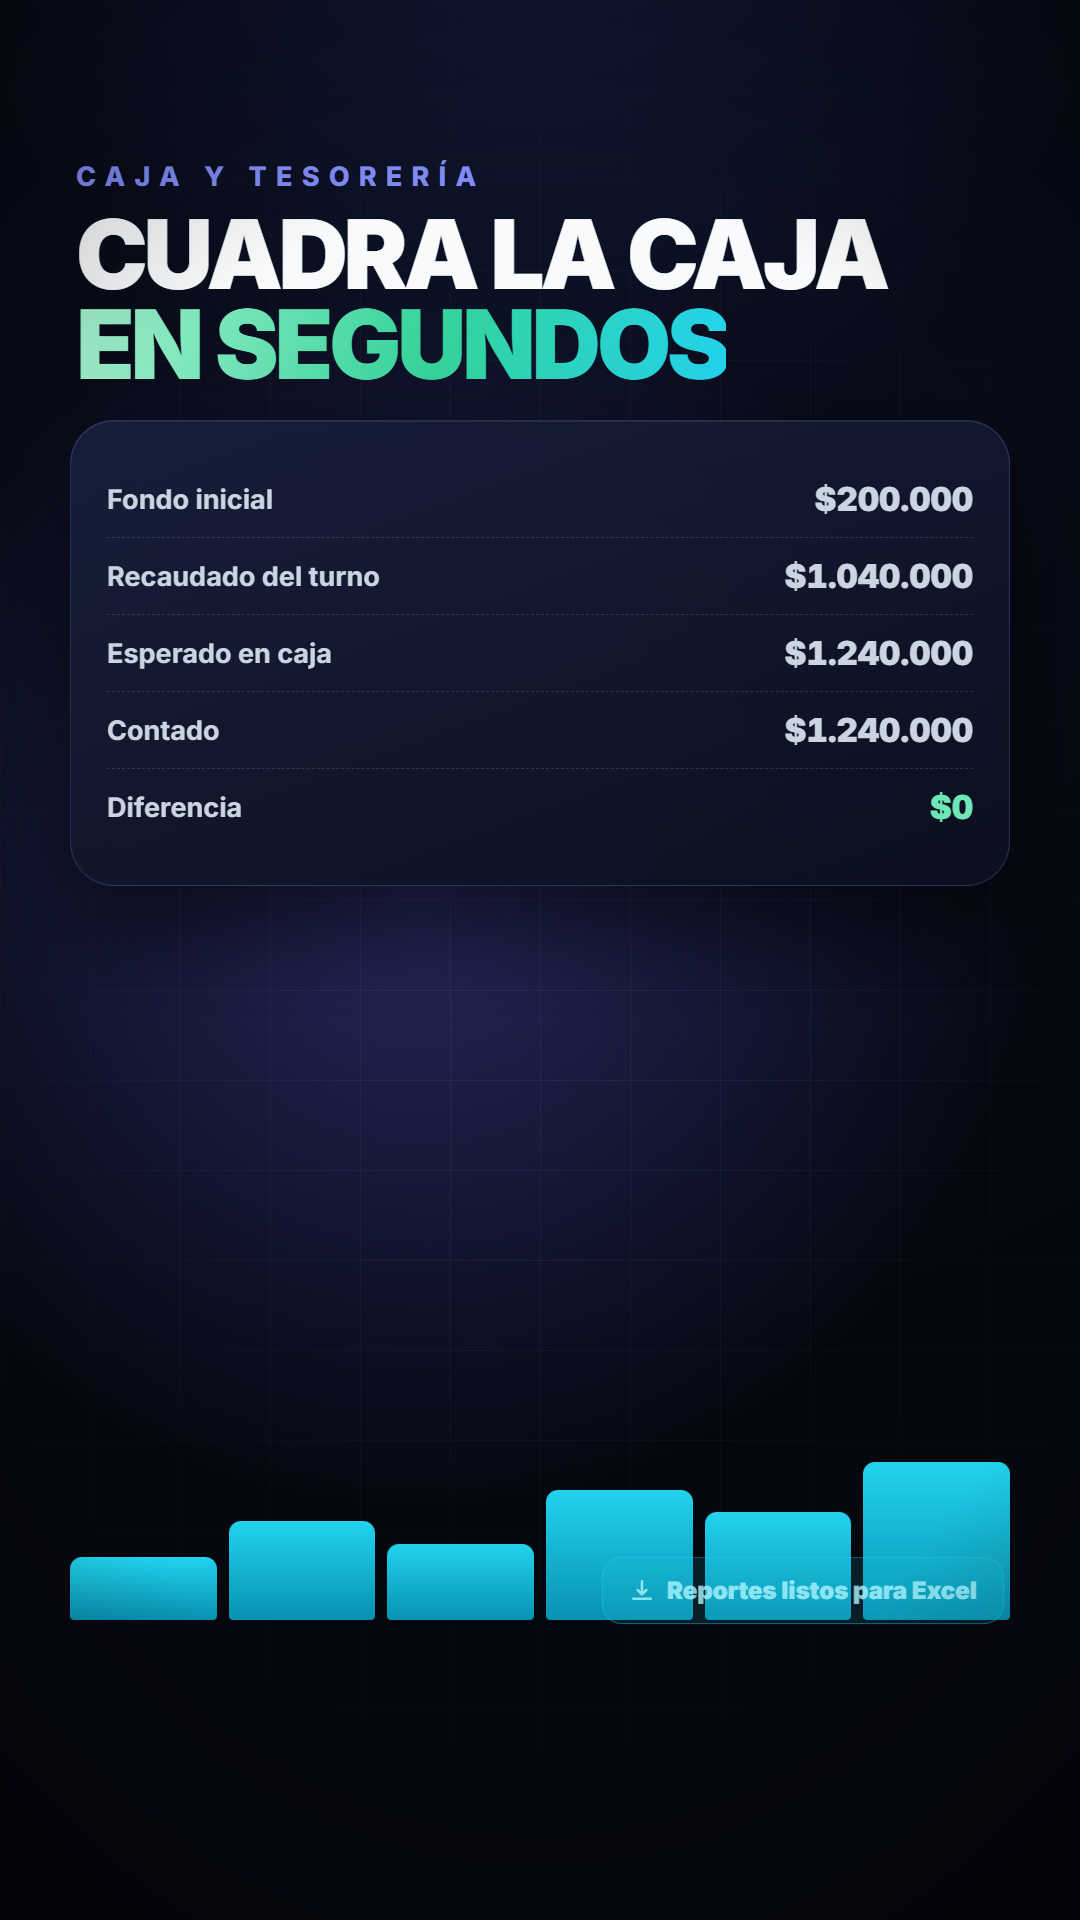 CAJA Y TESORERÍA
CUADRA LA CAJA
EN SEGUNDOS
Fondo inicial $200.000
Recaudado del turno $1.040.000
Esperado en caja $1.240.000
Contado $1.240.000
Diferencia $0
Reportes listos para Excel